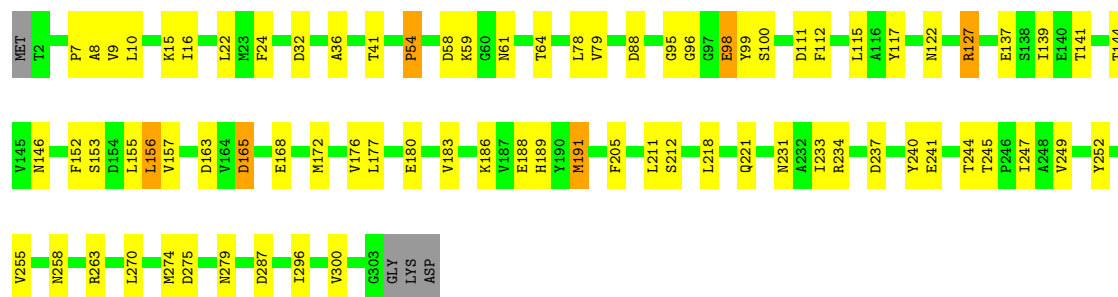 MET T2 P7 A8 V9 L10 K15 I16 L22 M23 F24 D32 A36 T41 P54 D58 K59 G60 N61 T64 L78 V79 D88 G95 G96 G97 E98 Y99 S100 D111 F112 L115 A116 Y117 N122 R127 E137 S138 I139 E140 T141 T144
V145 N146 F152 S153 D154 L155 L156 V157 D163 V164 D165 E168 M172 V176 L177 E180 V183 K186 V187 E188 H189 Y190 M191 F205 L211 S212 L218 Q221 N231 A232 I233 R234 D237 Y240 E241 T244 T245 P246 I247 A248 V249 Y252
V255 N258 R263 L270 M274 D275 N279 D287 I296 V300 G303 GLY LYS ASP